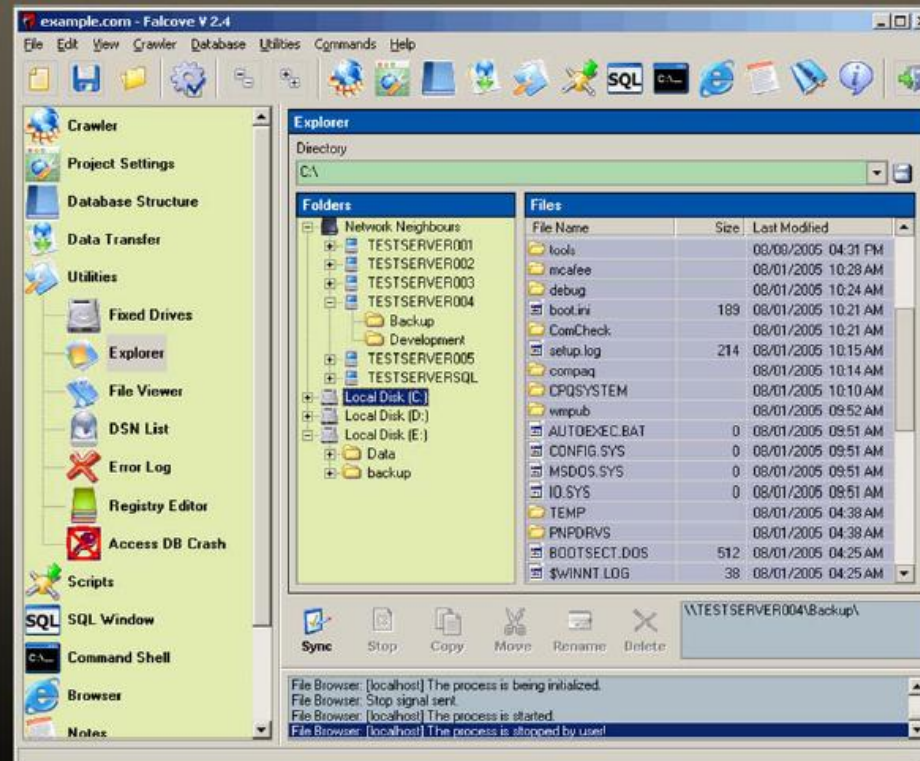 example.com - Falcove V 2.4
File Edit View Crawler Database Utilities Commands Help
SQL
Crawler
Project Settings
Database Structure
Data Transfer
Utilities
Fixed Drives
Explorer
File Viewer
DSN List
Error Log
Registry Editor
Access DB Crash
Scripts
SQL SQL Window
Command Shell
Browser
Notes
Explorer
Directory
C:\
Folders
Network Neighbours
TESTSERVER001
TESTSERVER002
TESTSERVER003
TESTSERVER004
Backup
Development
TESTSERVER005
TESTSERVERSQL
Local Disk (C:)
Local Disk (D:)
Local Disk (E:)
Data
backup
Files
File Name Size Last Modified
tools 08/08/2005 04:31 PM
mcafee 08/01/2005 10:28 AM
debug 08/01/2005 10:24 AM
boot.ini 189 08/01/2005 10:21 AM
ComCheck 08/01/2005 10:21 AM
setup.log 214 08/01/2005 10:15 AM
compaq 08/01/2005 10:14 AM
CPQSYSTEM 08/01/2005 10:10 AM
wmpub 08/01/2005 09:52 AM
AUTOEXEC.BAT 0 08/01/2005 09:51 AM
CONFIG.SYS 0 08/01/2005 09:51 AM
MSDOS.SYS 0 08/01/2005 09:51 AM
IO.SYS 0 08/01/2005 09:51 AM
TEMP 08/01/2005 04:38 AM
PNPDRVS 08/01/2005 04:38 AM
BOOTSECT.DOS 512 08/01/2005 04:25 AM
$WINNT.LOG 38 08/01/2005 04:25 AM
Sync Stop Copy Move Rename Delete
\\TESTSERVER004\Backup\
File Browser: [localhost] The process is being initialized.
File Browser: Stop signal sent.
File Browser: [localhost] The process is started.
File Browser: [localhost] The process is stopped by user!